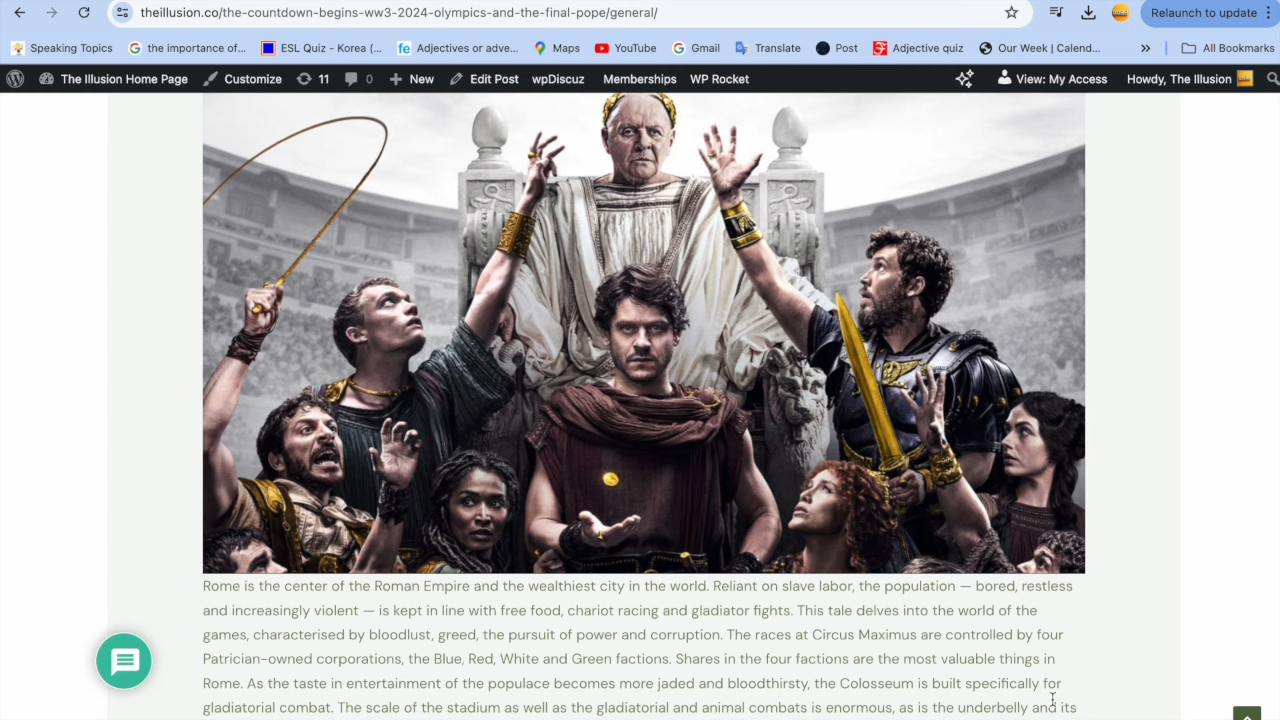 theillusion.co/the-countdown-begins-ww3-2024-olympics-and-the-final-pope/general/
Relaunch to update
Speaking Topics
the importance of...
ESL Quiz - Korea (...
Adjectives or adve...
Maps
YouTube
Gmail
Translate
Post
Adjective quiz
Our Week | Calend...
»
All Bookmarks
The Illusion Home Page
Customize
11
0
New
Edit Post
wpDiscuz
Memberships
WP Rocket
View: My Access
Howdy, The Illusion
Rome is the center of the Roman Empire and the wealthiest city in the world. Reliant on slave labor, the population — bored, restless
and increasingly violent — is kept in line with free food, chariot racing and gladiator fights. This tale delves into the world of the
games, characterised by bloodlust, greed, the pursuit of power and corruption. The races at Circus Maximus are controlled by four
Patrician-owned corporations, the Blue, Red, White and Green factions. Shares in the four factions are the most valuable things in
Rome. As the taste in entertainment of the populace becomes more jaded and bloodthirsty, the Colosseum is built specifically for
gladiatorial combat. The scale of the stadium as well as the gladiatorial and animal combats is enormous, as is the underbelly and its